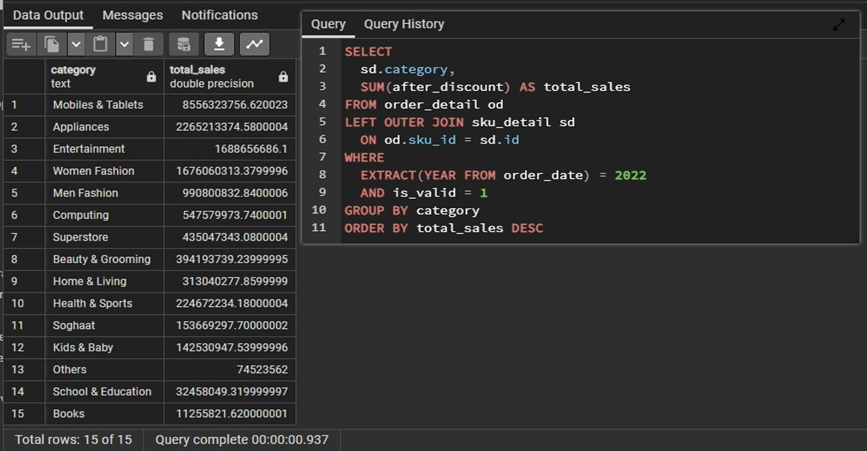 Data Output Messages Notifications
category text total_sales double precision
1 Mobiles & Tablets 8556323756.620023
2 Appliances 2265213374.5800004
3 Entertainment 1688656686.1
4 Women Fashion 1676060313.3799996
5 Men Fashion 990800832.8400006
6 Computing 547579973.7400001
7 Superstore 435047343.0800004
8 Beauty & Grooming 394193739.23999995
9 Home & Living 313040277.8599999
10 Health & Sports 224672234.18000004
11 Soghaat 153669297.70000002
12 Kids & Baby 142530947.53999996
13 Others 74523562
14 School & Education 32458049.319999997
15 Books 11255821.620000001
Total rows: 15 of 15 Query complete 00:00:00.937
Query Query History
1 SELECT
2 sd.category,
3 SUM(after_discount) AS total_sales
4 FROM order_detail od
5 LEFT OUTER JOIN sku_detail sd
6 ON od.sku_id = sd.id
7 WHERE
8 EXTRACT(YEAR FROM order_date) = 2022
9 AND is_valid = 1
10 GROUP BY category
11 ORDER BY total_sales DESC